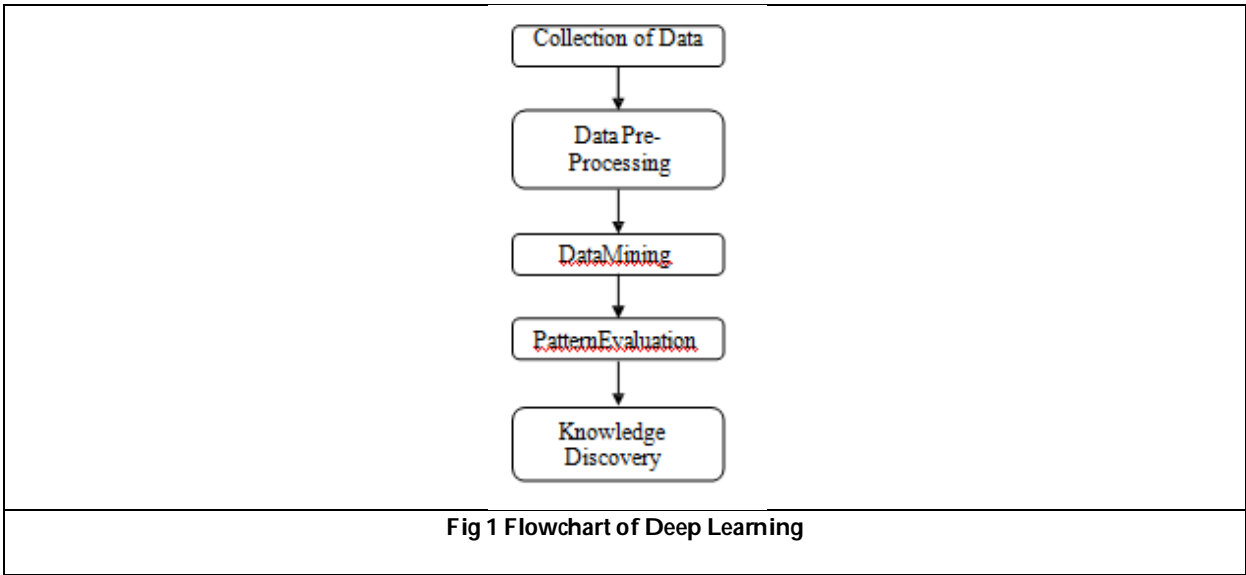 Collection of Data
Data Pre-
Processing
DataMining
PatternEvaluation
Knowledge
Discovery
Fig 1 Flowchart of Deep Learning